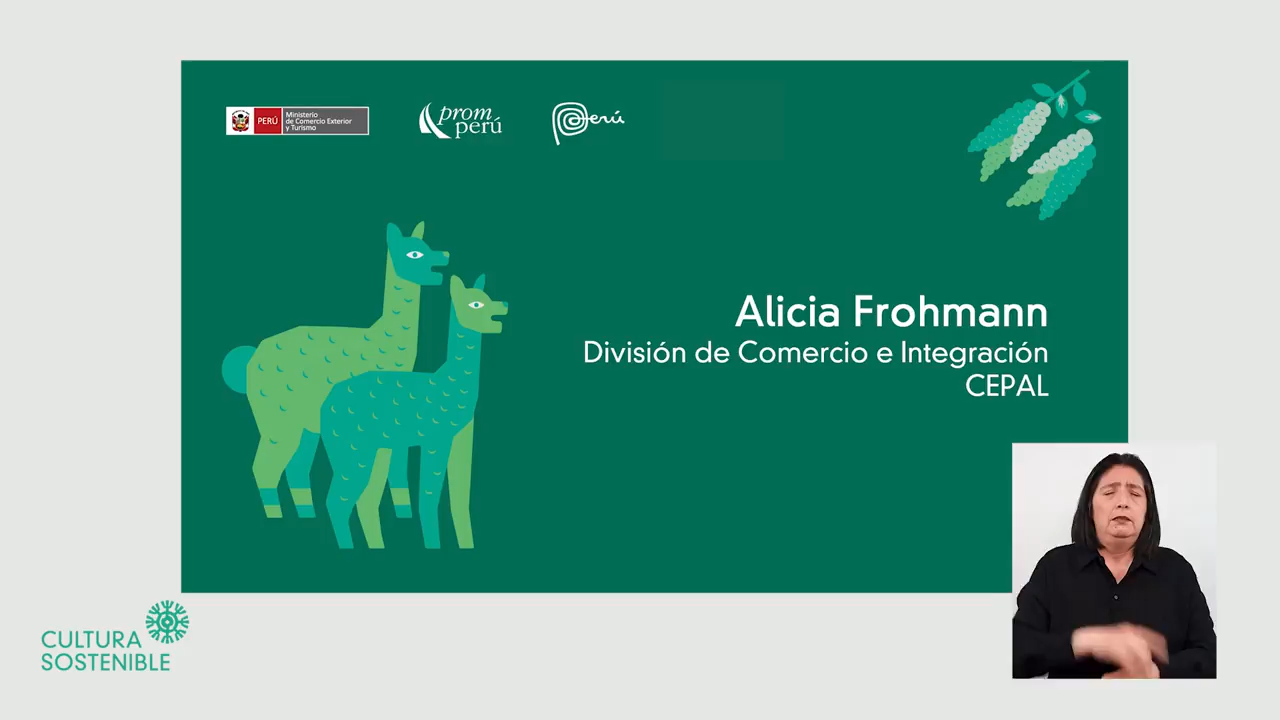 PERÚ
Ministerio
de Comercio Exterior
y Turismo
prom
perú
Perú
Alicia Frohmann
División de Comercio e Integración
CEPAL
CULTURA
SOSTENIBLE